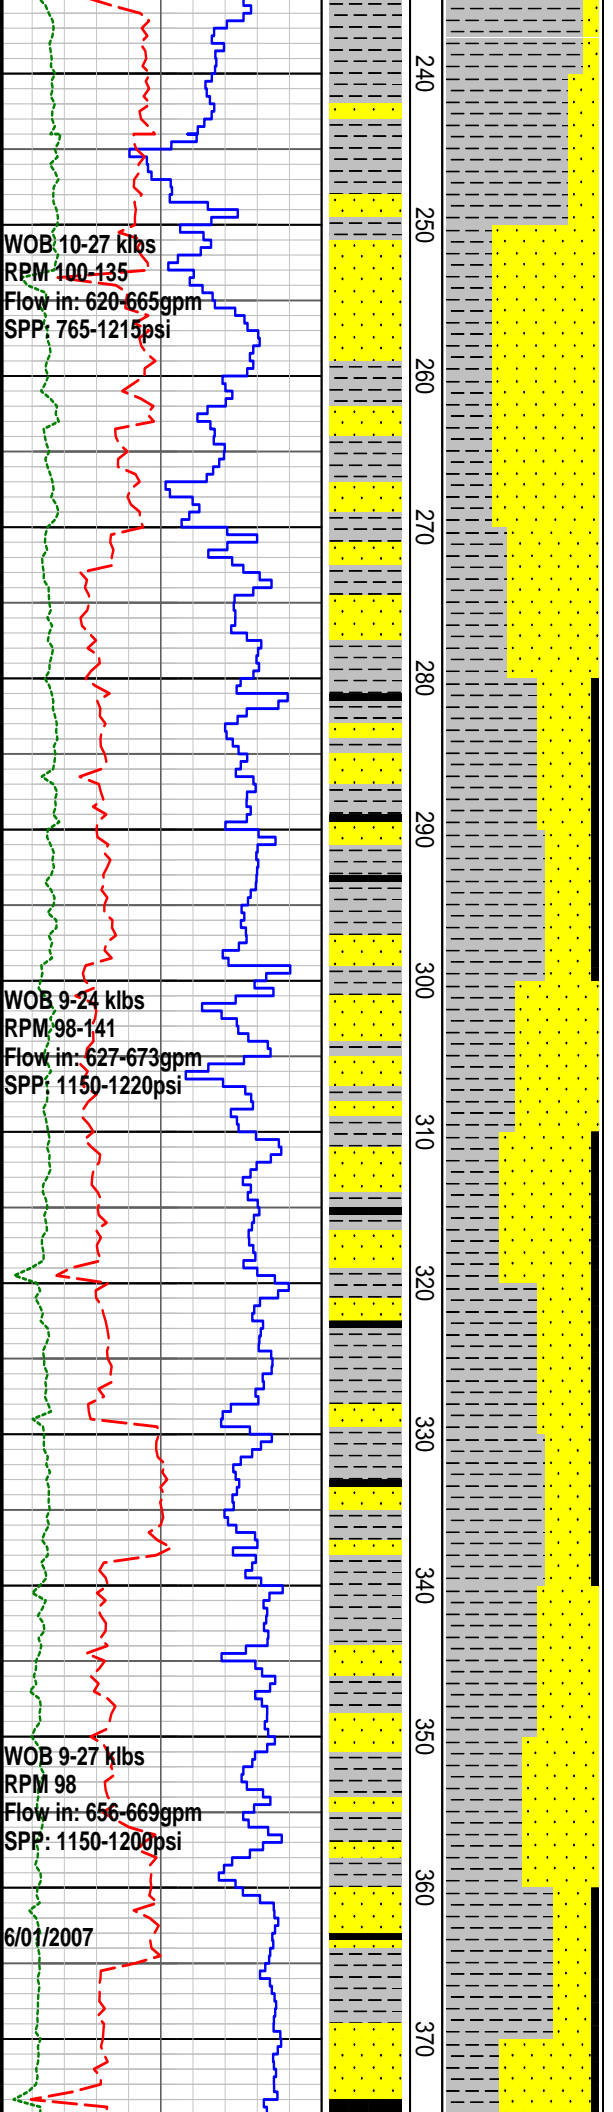 240
250
WOB 10-27 klbs
RPM 100-135
Flow in: 620-665gpm
SPP: 765-1215psi
260
270
280
290
300
WOB 9-24 klbs
RPM 98-141
Flow in: 627-673gpm
SPP: 1150-1220psi
310
320
330
340
350
WOB 9-27 klbs
RPM 98
Flow in: 656-669gpm
SPP: 1150-1200psi
360
6/01/2007
370